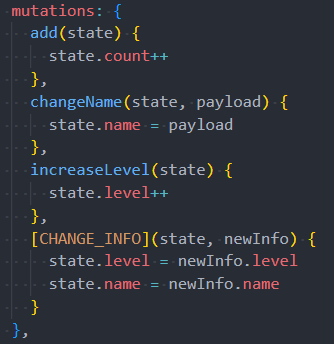 mutations: {
  add(state) {
    state.count++
  },
  changeName(state, payload) {
    state.name = payload
  },
  increaseLevel(state) {
    state.level++
  },
  [CHANGE_INFO](state, newInfo) {
    state.level = newInfo.level
    state.name = newInfo.name
  }
},